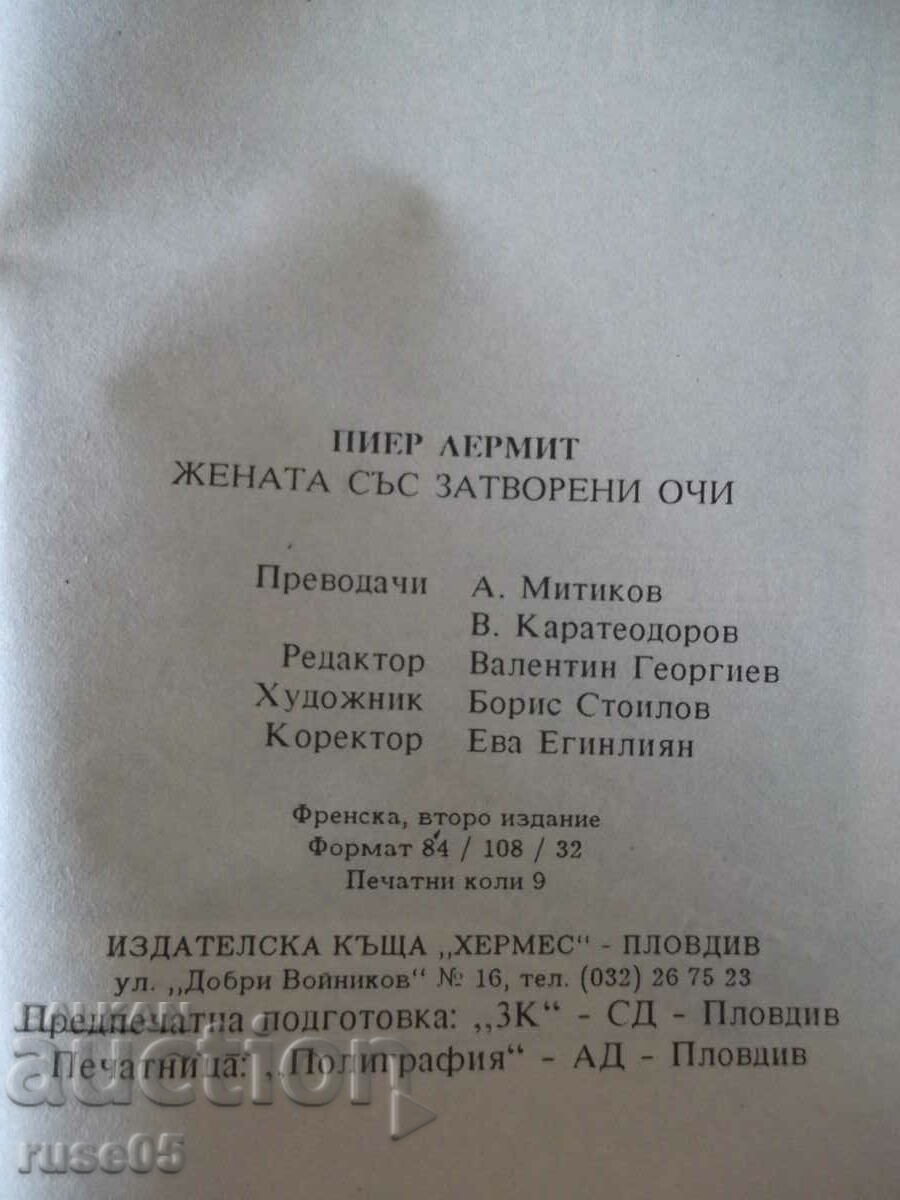 ПИЕР ЛЕРМИТ
ЖЕНАТА СЪС ЗАТВОРЕНИ ОЧИ
Преводачи А. Митиков
В. Каратеодоров
Редактор Валентин Георгиев
Художник Борис Стоилов
Коректор Ева Егинлиян
Френска, второ издание
Формат 84 / 108 / 32
Печатни коли 9
ИЗДАТЕЛСКА КЪЩА „ХЕРМЕС“ - ПЛОВДИВ
ул. „Добри Войников“ № 16, тел. (032) 26 75 23
Предпечатна подготовка: „ЗК“ - СД - Пловдив
Печатница: „Полиграфия“ - АД - Пловдив
BALKAN
auction
ruse05